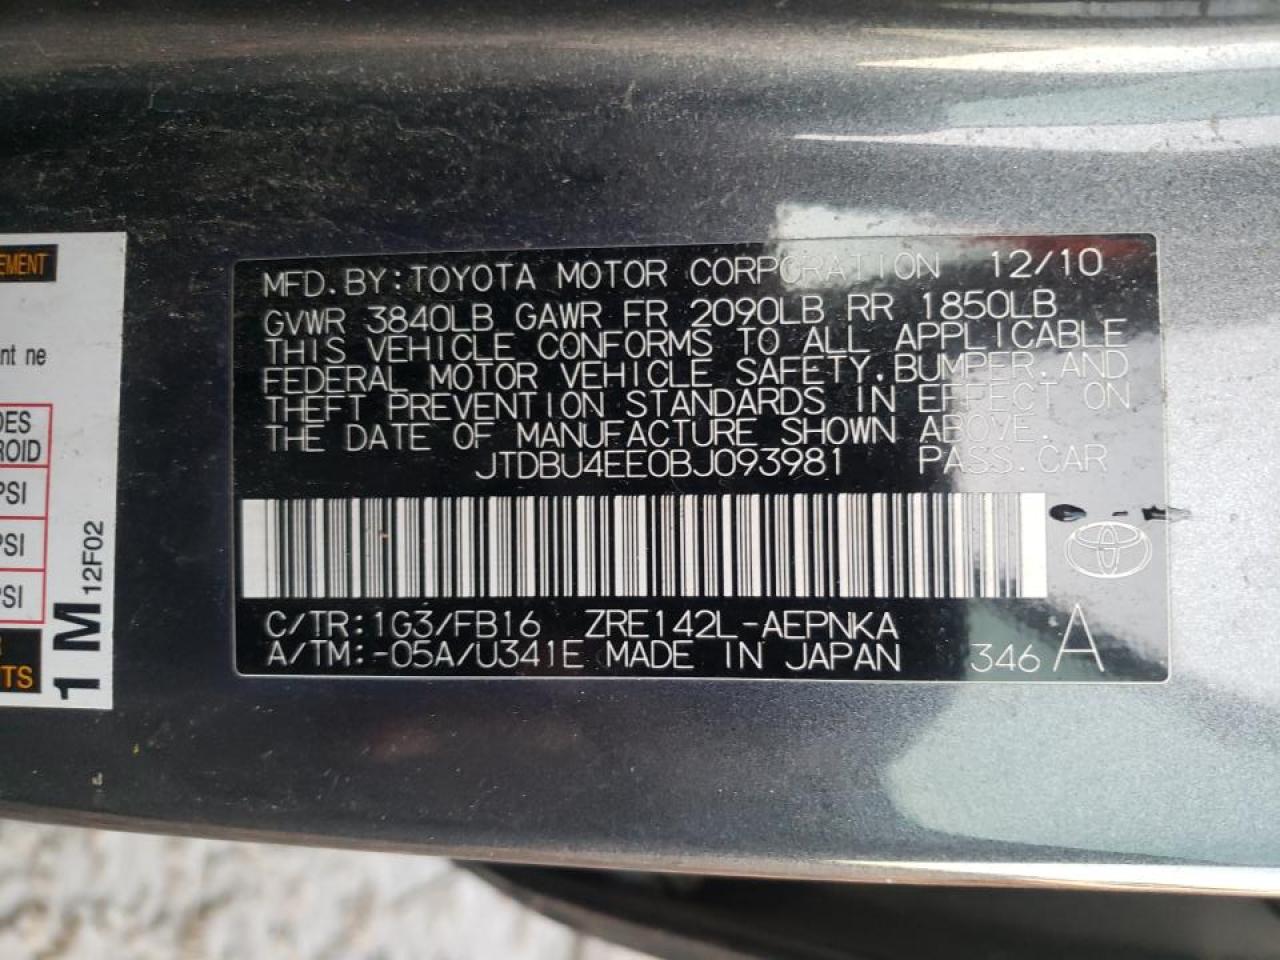 EMENT
nt ne
DES
ROID
PSI
PSI
PSI
R
TS
1 M 12F02
MFD.BY:TOYOTA MOTOR CORPORATION 12/10
GVWR 3840LB GAWR FR 2090LB RR 1850LB
THIS VEHICLE CONFORMS TO ALL APPLICABLE
FEDERAL MOTOR VEHICLE SAFETY,BUMPER,AND
THEFT PREVENTION STANDARDS IN EFFECT ON
THE DATE OF MANUFACTURE SHOWN ABOVE.
JTDBU4EE0BJ093981 PASS.CAR
C/TR:1G3/FB16 ZRE142L-AEPNKA
A/TM:-05A/U341E MADE IN JAPAN 346 A